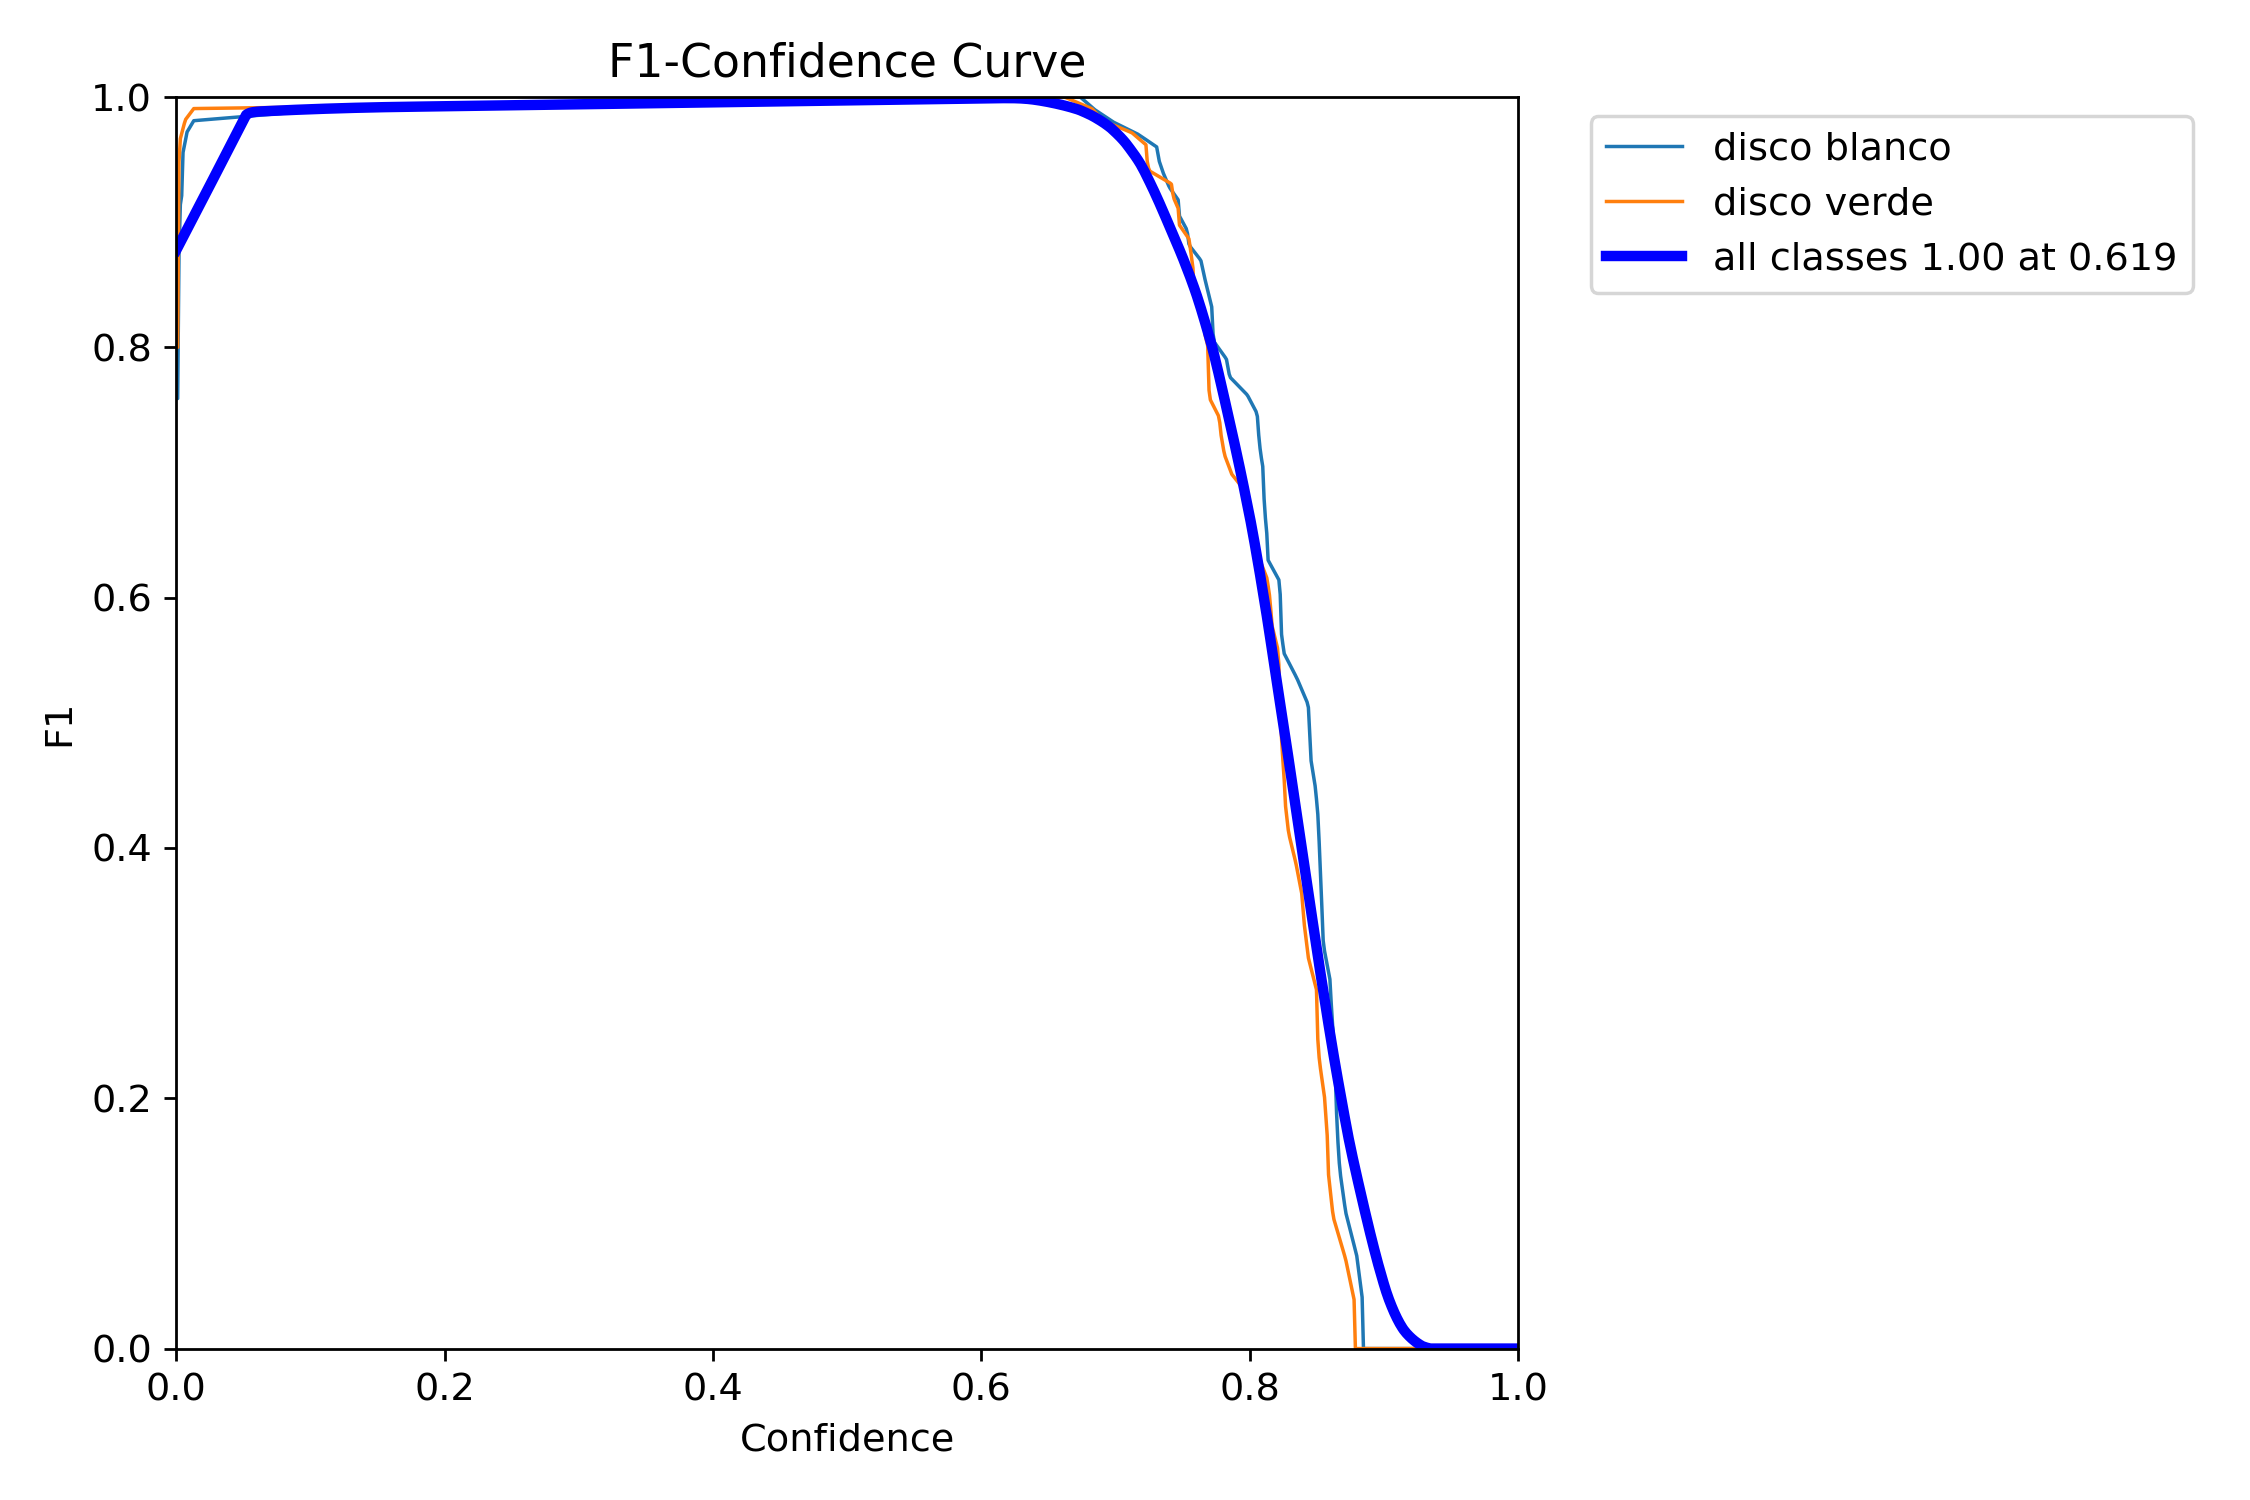 F1-Confidence Curve
disco blanco
disco verde
all classes 1.00 at 0.619
1.0
0.8
0.6
0.4
0.2
0.0
F1
0.0 0.2 0.4 0.6 0.8 1.0
Confidence